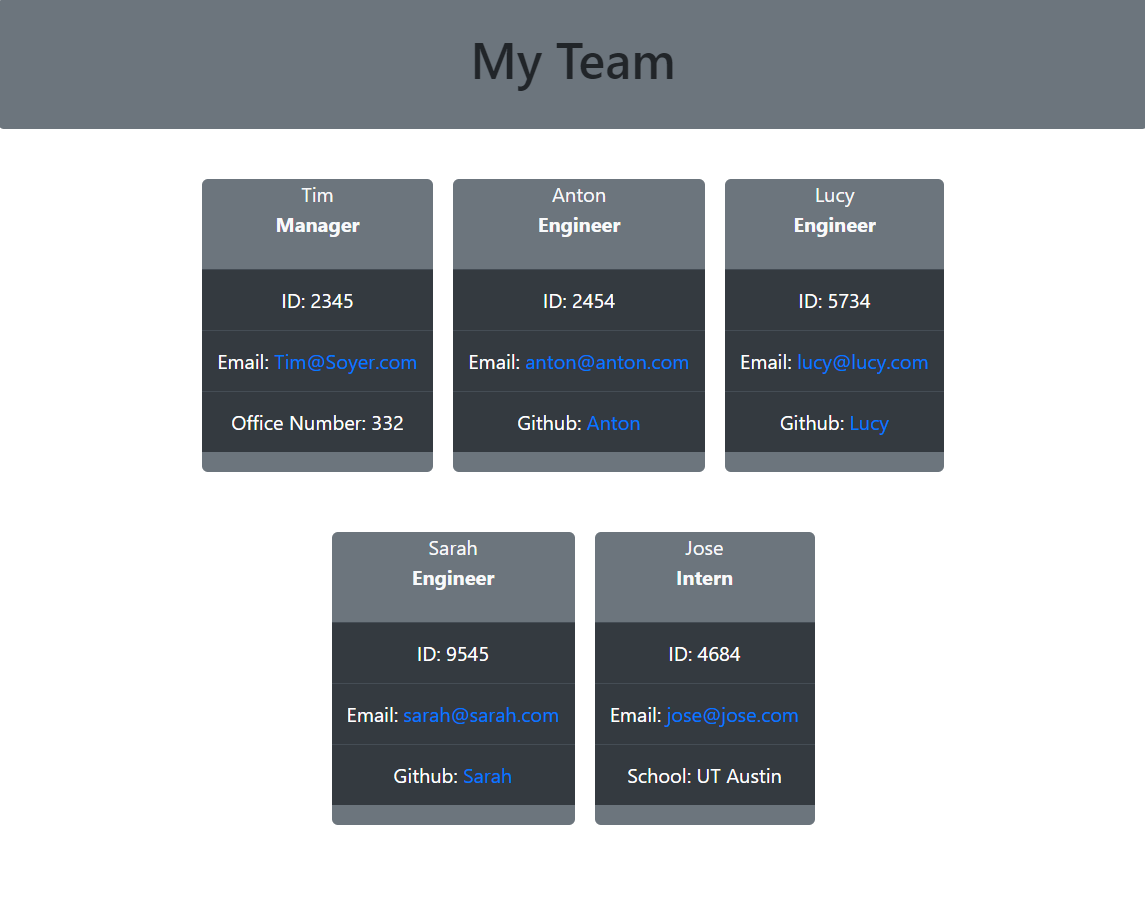 My Team
Tim
Manager
ID: 2345
Email: Tim@Soyer.com
Office Number: 332
Anton
Engineer
ID: 2454
Email: anton@anton.com
Github: Anton
Lucy
Engineer
ID: 5734
Email: lucy@lucy.com
Github: Lucy
Sarah
Engineer
ID: 9545
Email: sarah@sarah.com
Github: Sarah
Jose
Intern
ID: 4684
Email: jose@jose.com
School: UT Austin